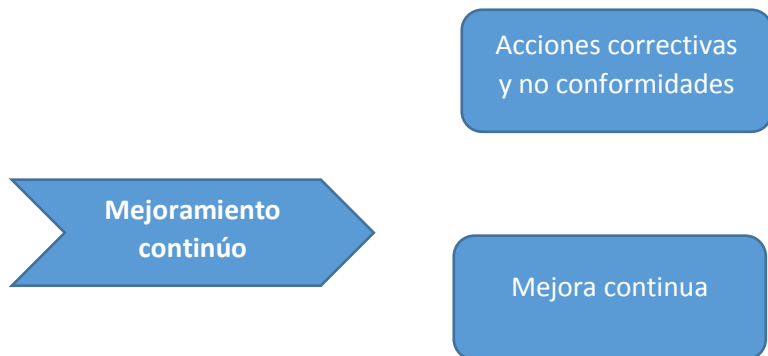 Acciones correctivas
y no conformidades
Mejoramiento
continúo
Mejora continua